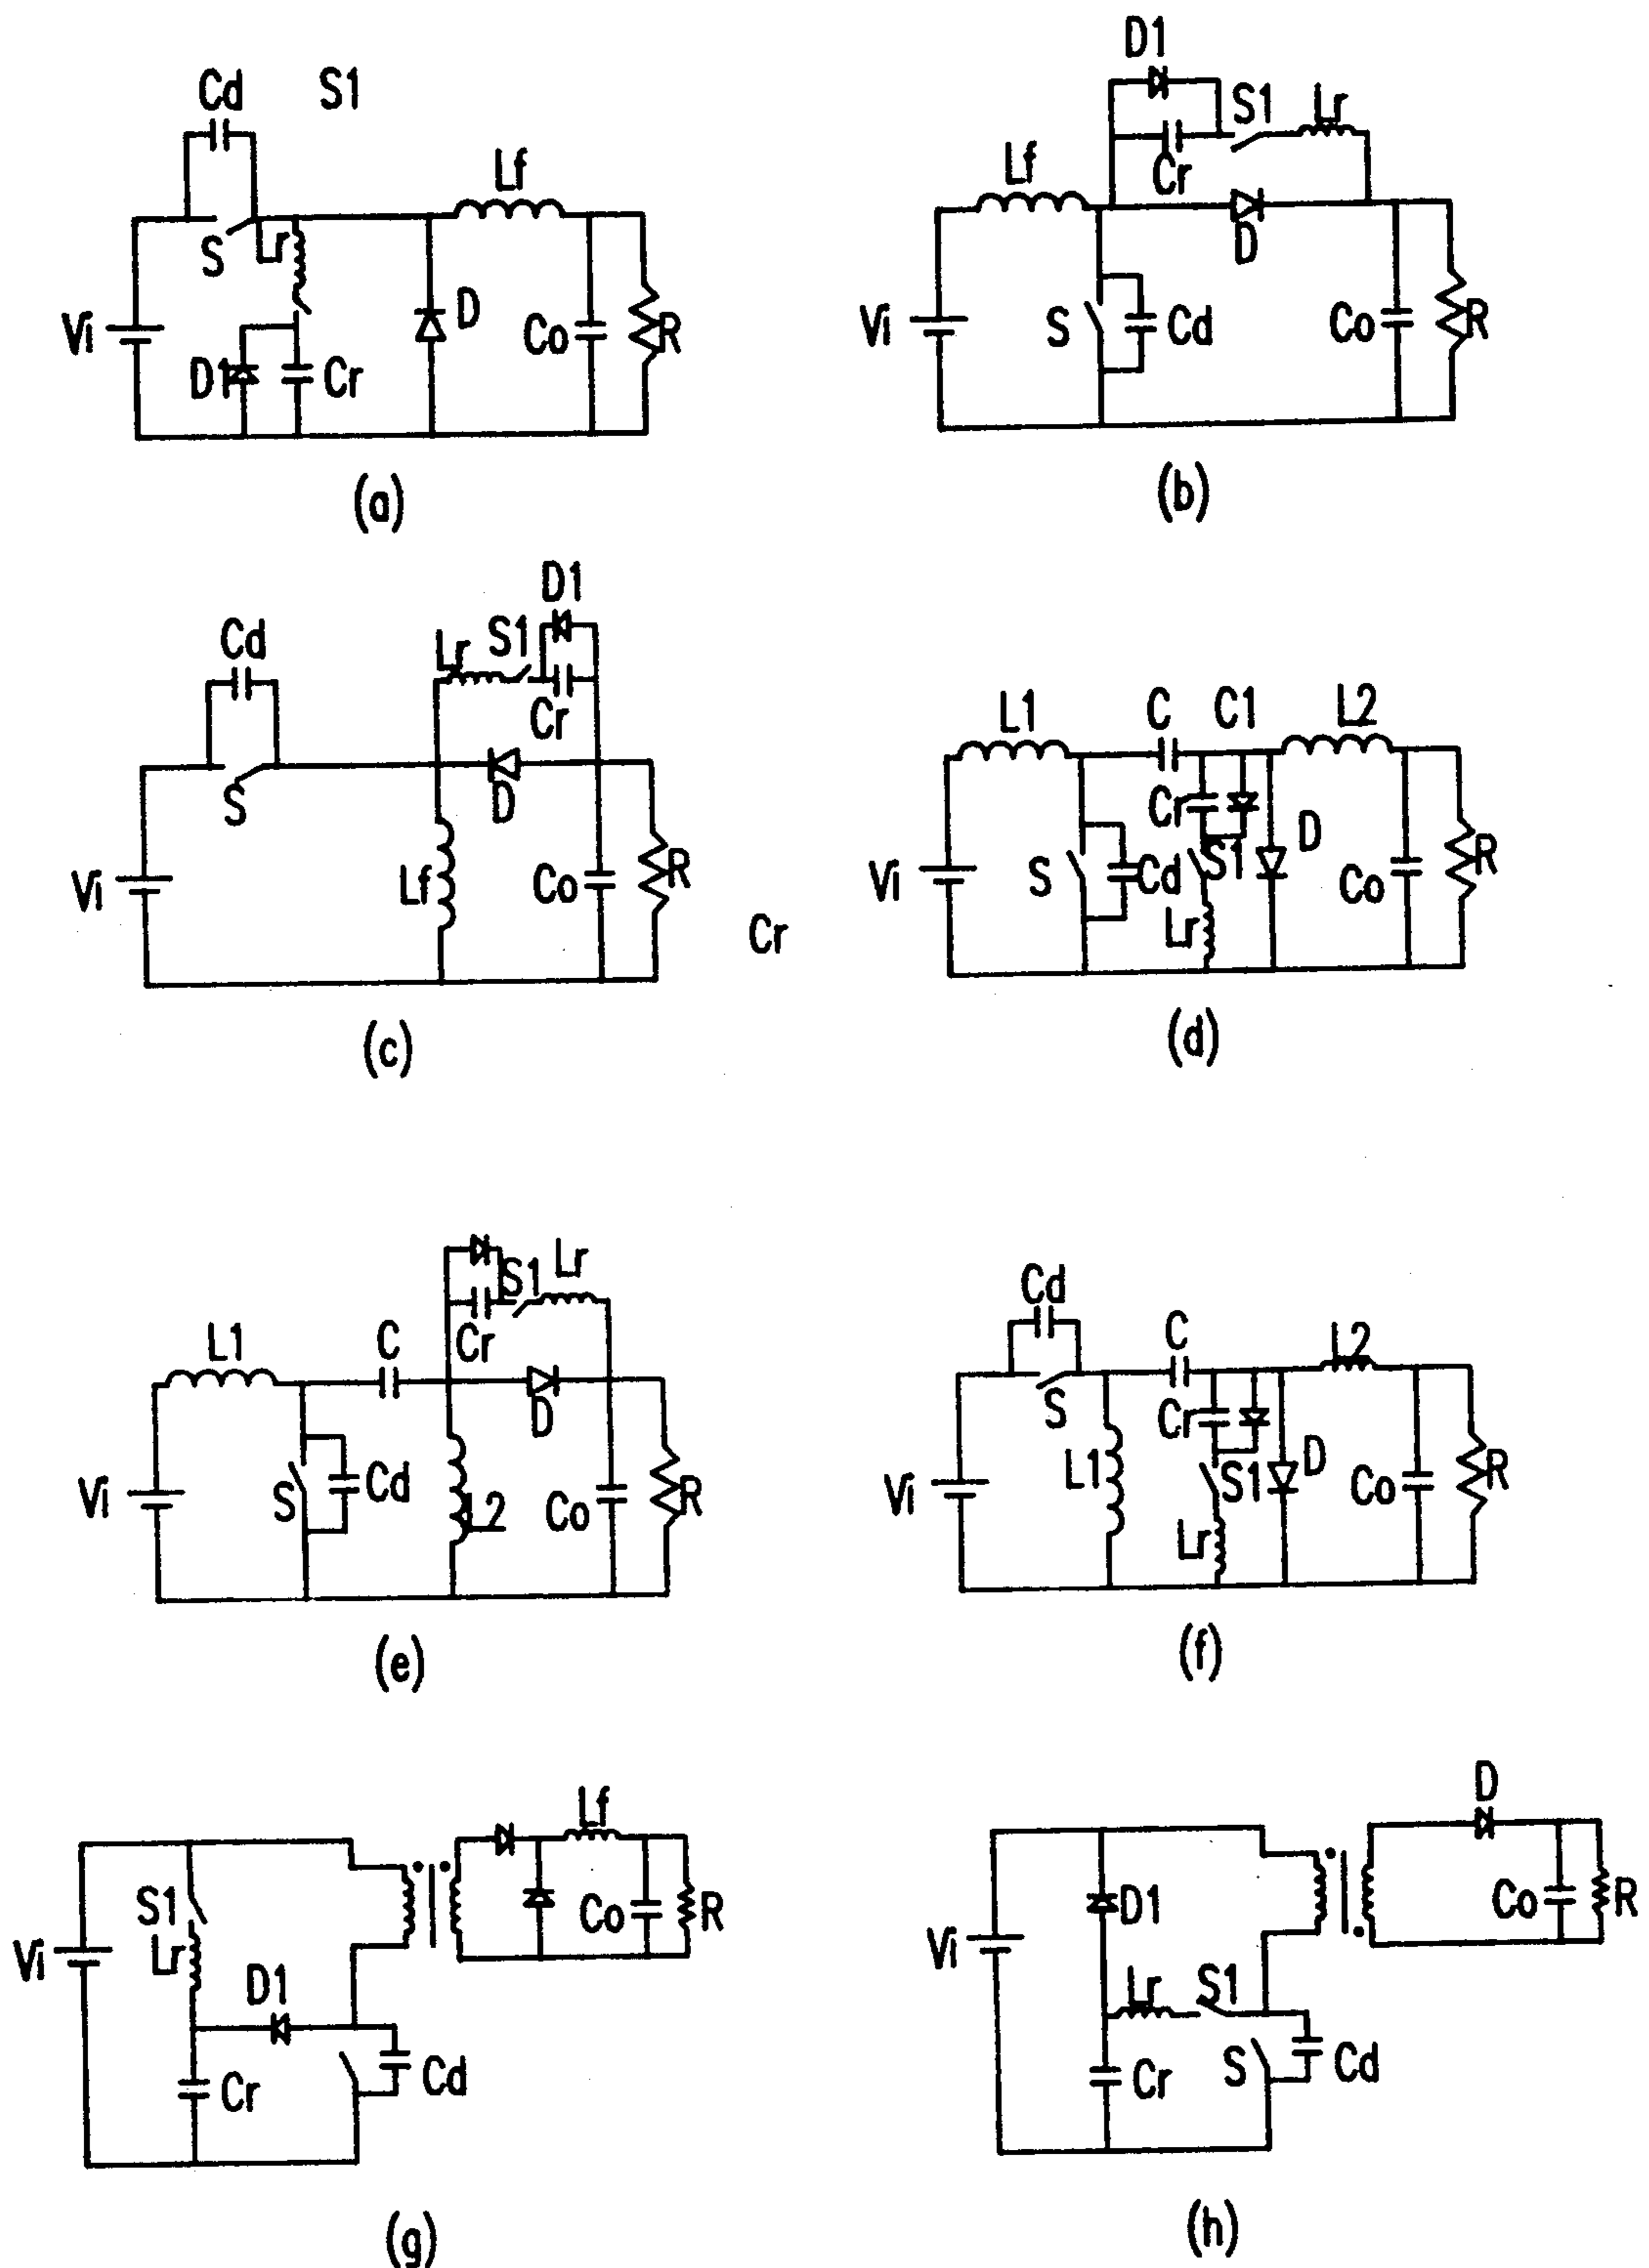 Cd S1
Lf
S Lr
Vi D Co R
D1 Cr
(a)
D1
S1 Lr
Lf Cr
D
Vi S Cd Co R
(b)
D1
Cd Lr S1
Cr
S D
Vi Lf Co R
Cr
(c)
L1 C C1 L2
Cr D
Vi S Cd S1 Co R
Lr
(d)
S1 Lr
L1 C Cr
D
Vi S Cd L2 Co R
(e)
Cd C L2
S Cr
Vi L1 S1 D Co R
Lr
(f)
Lf
S1 Co R
Vi Lr
D1
Cr Cd
(g)
D
D1 Co R
Vi
Lr S1
Cr S Cd
(h)